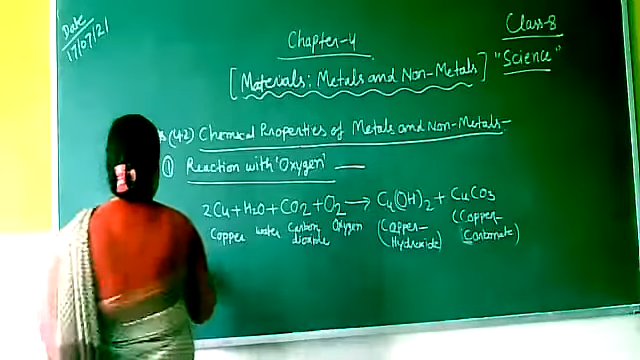 Date
17/07/21
Class-8
Chapter-4
"Science"
[Materials: Metals and Non-Metals]
(4.2) Chemical Properties of Metals and Non-Metals-
① Reaction with 'Oxygen' —
2Cu + H2O + CO2 + O2 → Cu(OH)2 + CuCO3
Copper water Carbon dioxide Oxygen (Copper-Hydroxide) (Copper-Carbonate)